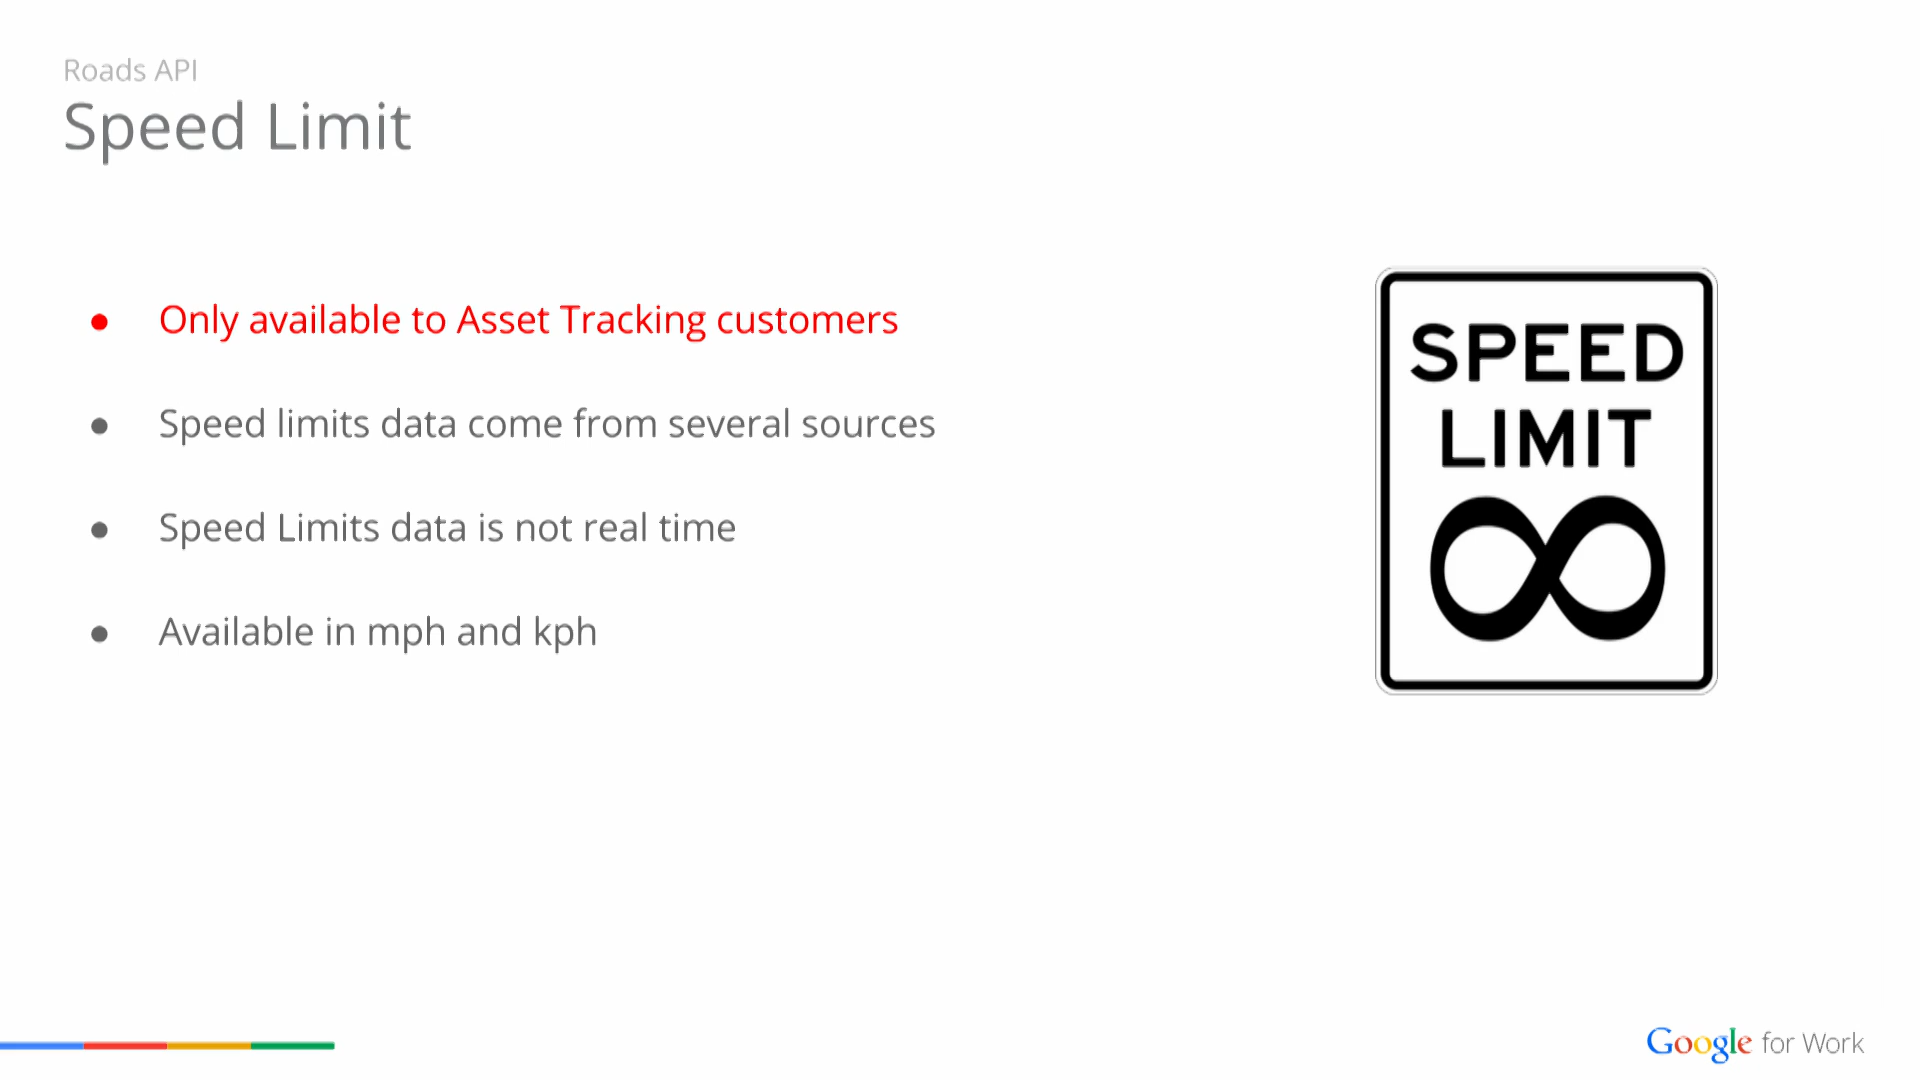 Roads API
Speed Limit
● Only available to Asset Tracking customers
● Speed limits data come from several sources
● Speed Limits data is not real time
● Available in mph and kph
SPEED
LIMIT
∞
Google for Work